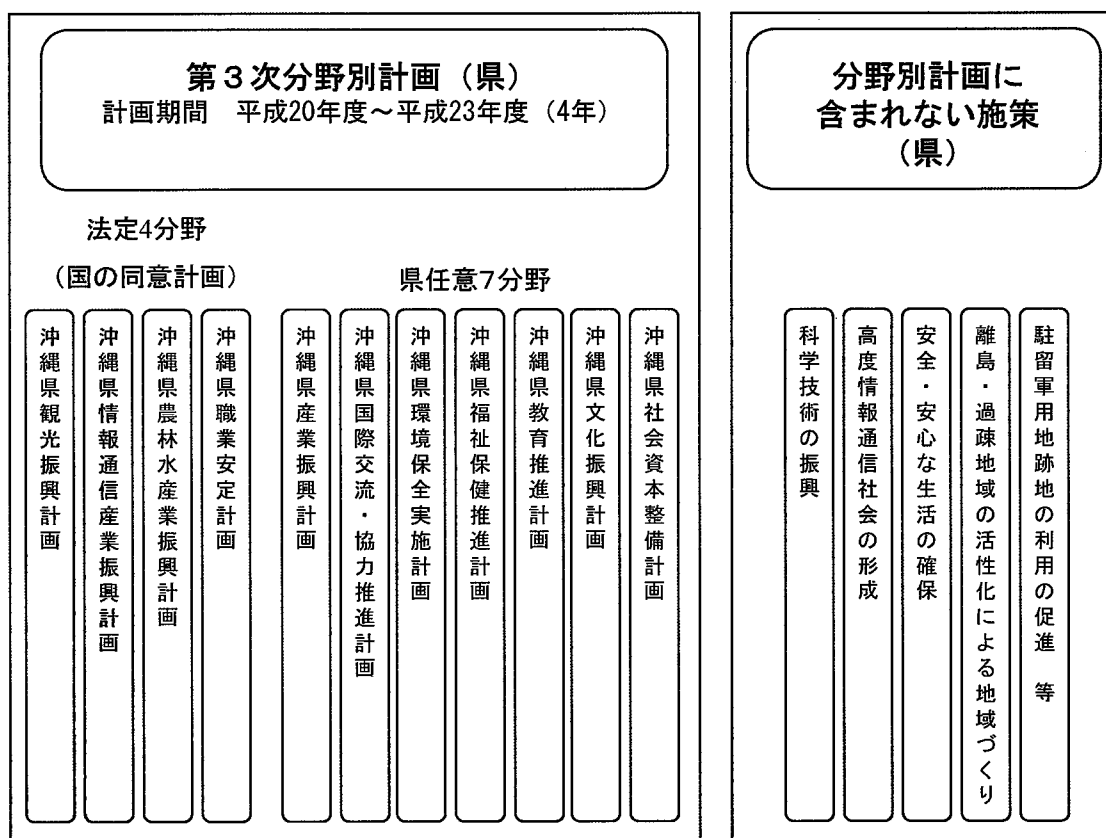 第３次分野別計画（県）
計画期間　平成20年度～平成23年度（4年）
法定4分野
（国の同意計画）
沖縄県観光振興計画
沖縄県情報通信産業振興計画
沖縄県農林水産業振興計画
沖縄県職業安定計画
県任意7分野
沖縄県産業振興計画
沖縄県国際交流・協力推進計画
沖縄県環境保全実施計画
沖縄県福祉保健推進計画
沖縄県教育推進計画
沖縄県文化振興計画
沖縄県社会資本整備計画
分野別計画に
含まれない施策
（県）
科学技術の振興
高度情報通信社会の形成
安全・安心な生活の確保
離島・過疎地域の活性化による地域づくり
駐留軍用地跡地の利用の促進　等